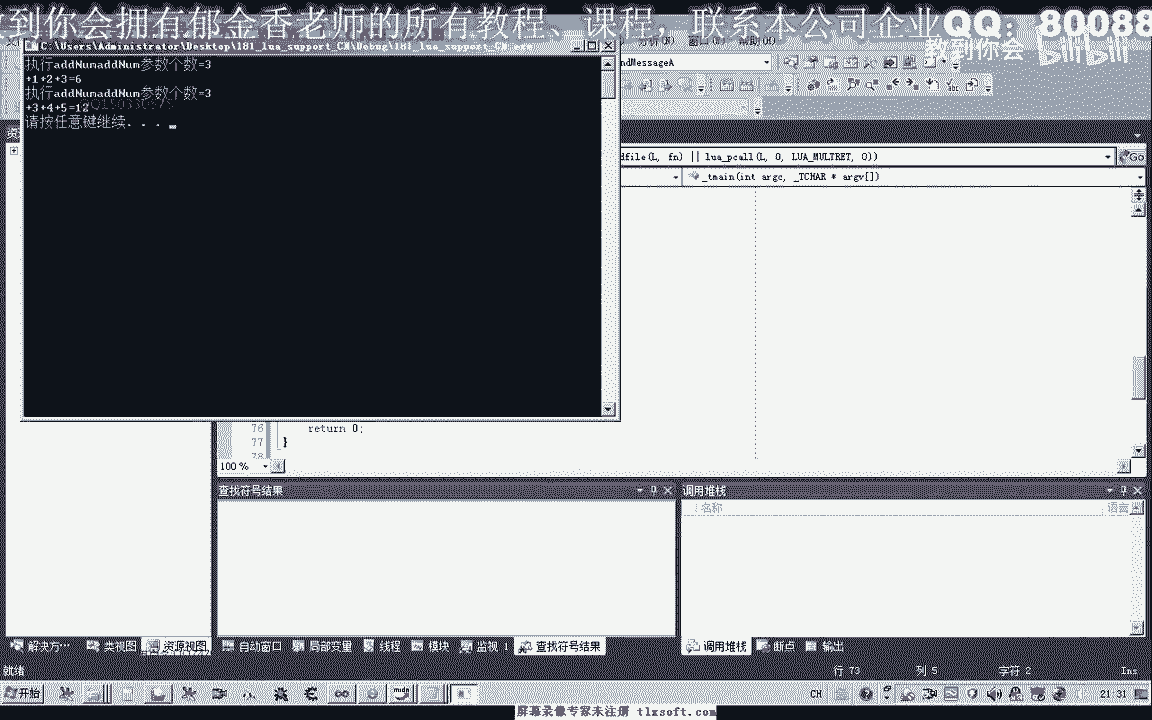 到你会拥有郁金香老师的所有教程、课程，联系本公司企业QQ：80088
教到你会 bilibili
C:\Users\Administrator\Desktop\181_lua_support_CN\Debug\181_lua_support_CN.exe
执行addNumaddNum参数个数=3
+1+2+3=6
执行addNumaddNum参数个数=3
+3+4+5=12
请按任意键继续. . .
ndMessageA
dfile(L, fn) || lua_pcall(L, 0, LUA_MULTRET, 0))
Go
_tmain(int argc, _TCHAR * argv[])
76 return 0;
77 }
78
100 %
查找符号结果
调用堆栈
名称
语言
解决方…
类视图
资源视图
自动窗口
局部变量
线程
模块
监视 1
查找符号结果
调用堆栈
断点
输出
就绪
行 73
列 5
字符 2
Ins
开始
CH
21:31
屏幕录像专家未注册 tlxsoft.com